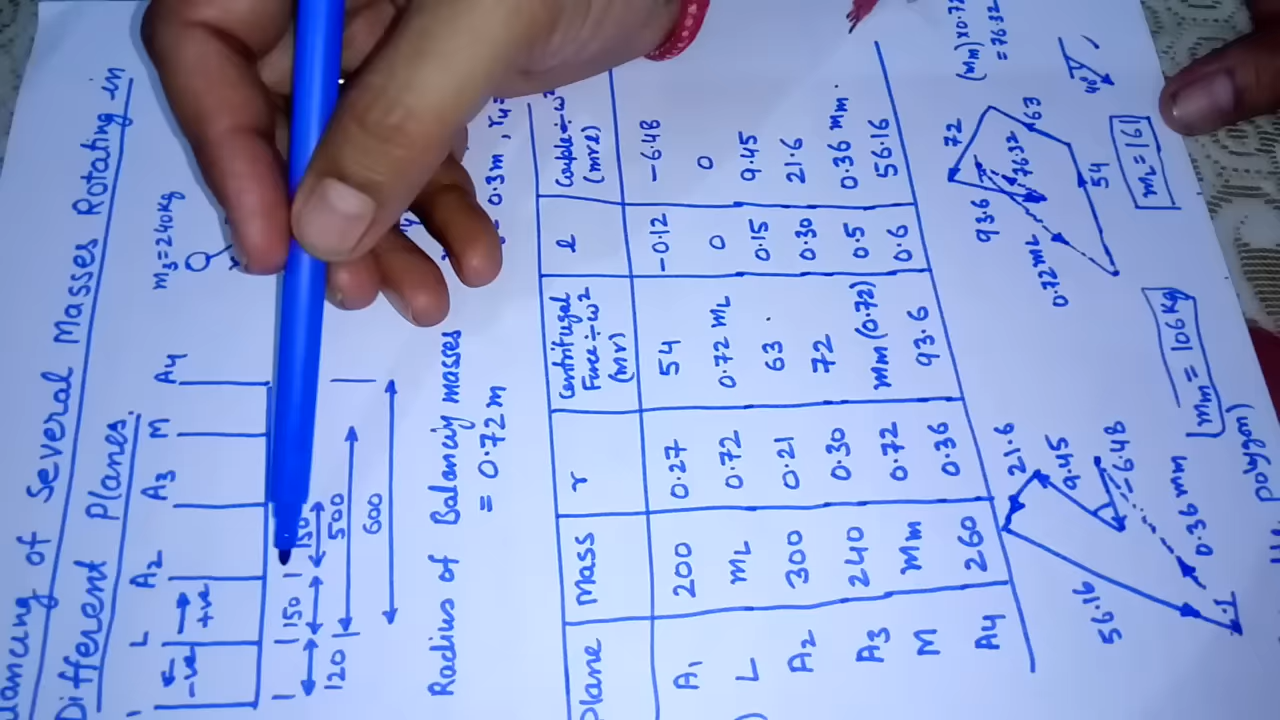 lancing of Several Masses Rotating in
Different Planes.
m3=240kg
L A2 A3 M A4
-ve +ve
120 150 150
500
600
Radius of Balancing masses
= 0.72m
0.3m, r4=
Plane Mass r Centrifugal Force÷ω² (mr) l Couple÷ω² (mrl)
A1 200 0.27 54 -0.12 -6.48
L mL 0.72 0.72 mL 0 0
A2 300 0.21 63 0.15 9.45
A3 240 0.30 72 0.30 21.6
M Mm 0.72 Mm(0.72) 0.5 0.36 Mm
A4 260 0.36 93.6 0.6 56.16
56.16 21.6 9.45 -6.48
0.36 Mm
Mm = 106 Kg
polygon)
0.72 mL 93.6 72 76.32 63 54
(Mm)×0.72
= 76.32
mL=161